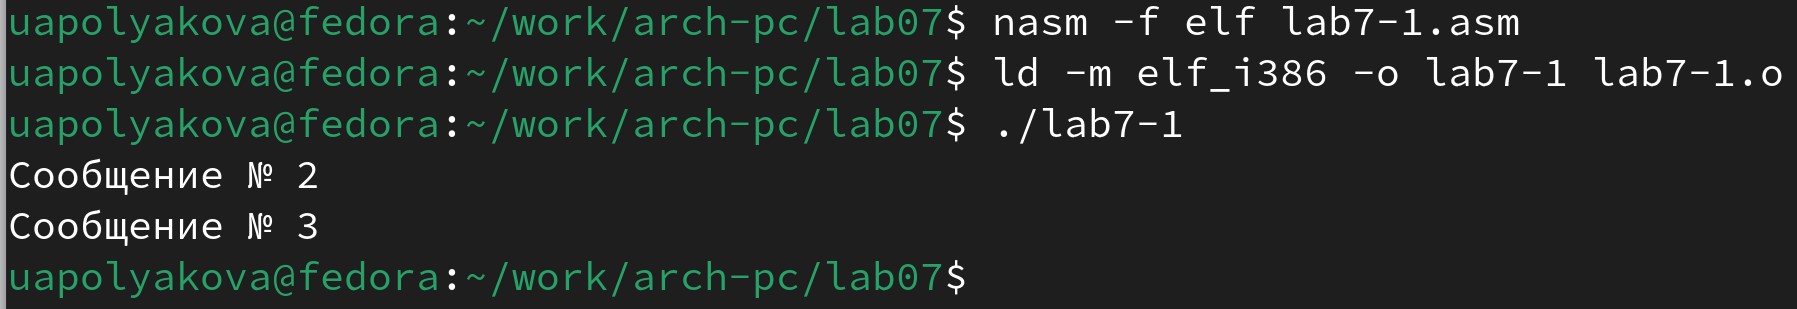 uapolyakova@fedora:~/work/arch-pc/lab07$ nasm -f elf lab7-1.asm
uapolyakova@fedora:~/work/arch-pc/lab07$ ld -m elf_i386 -o lab7-1 lab7-1.o
uapolyakova@fedora:~/work/arch-pc/lab07$ ./lab7-1
Сообщение № 2
Сообщение № 3
uapolyakova@fedora:~/work/arch-pc/lab07$